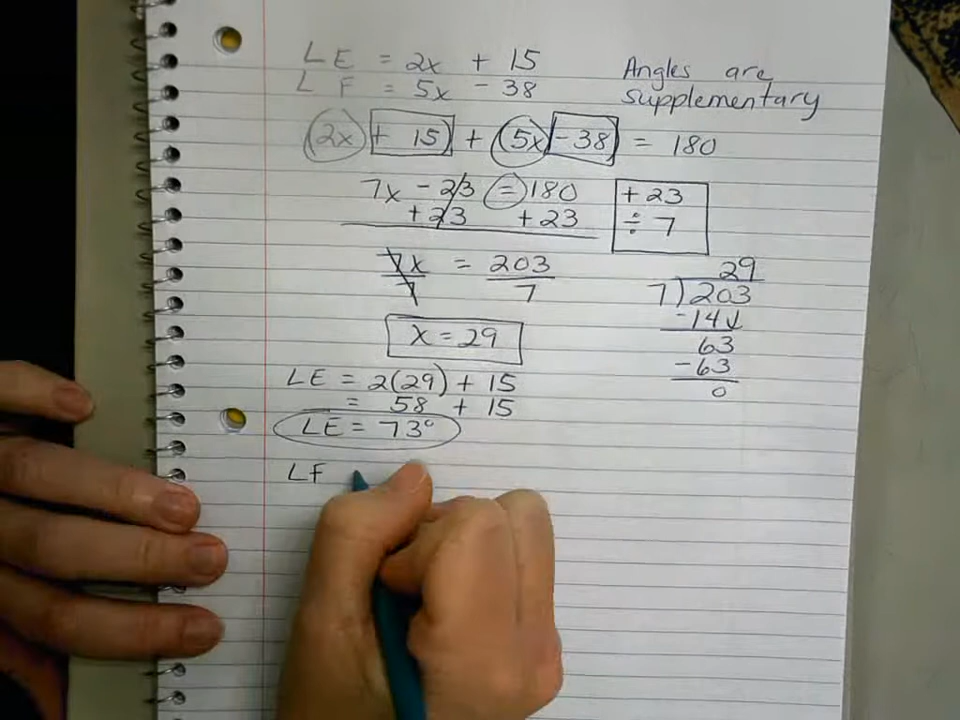 ∠E = 2x + 15
∠F = 5x - 38
Angles are
supplementary
(2x + 15) + (5x - 38) = 180
7x - 23 = 180
+ 23 + 23
+ 23
÷ 7
7x = 203
7 7
x = 29
29
7)203
-14↓
63
-63
0
∠E = 2(29) + 15
= 58 + 15
∠E = 73°
∠F